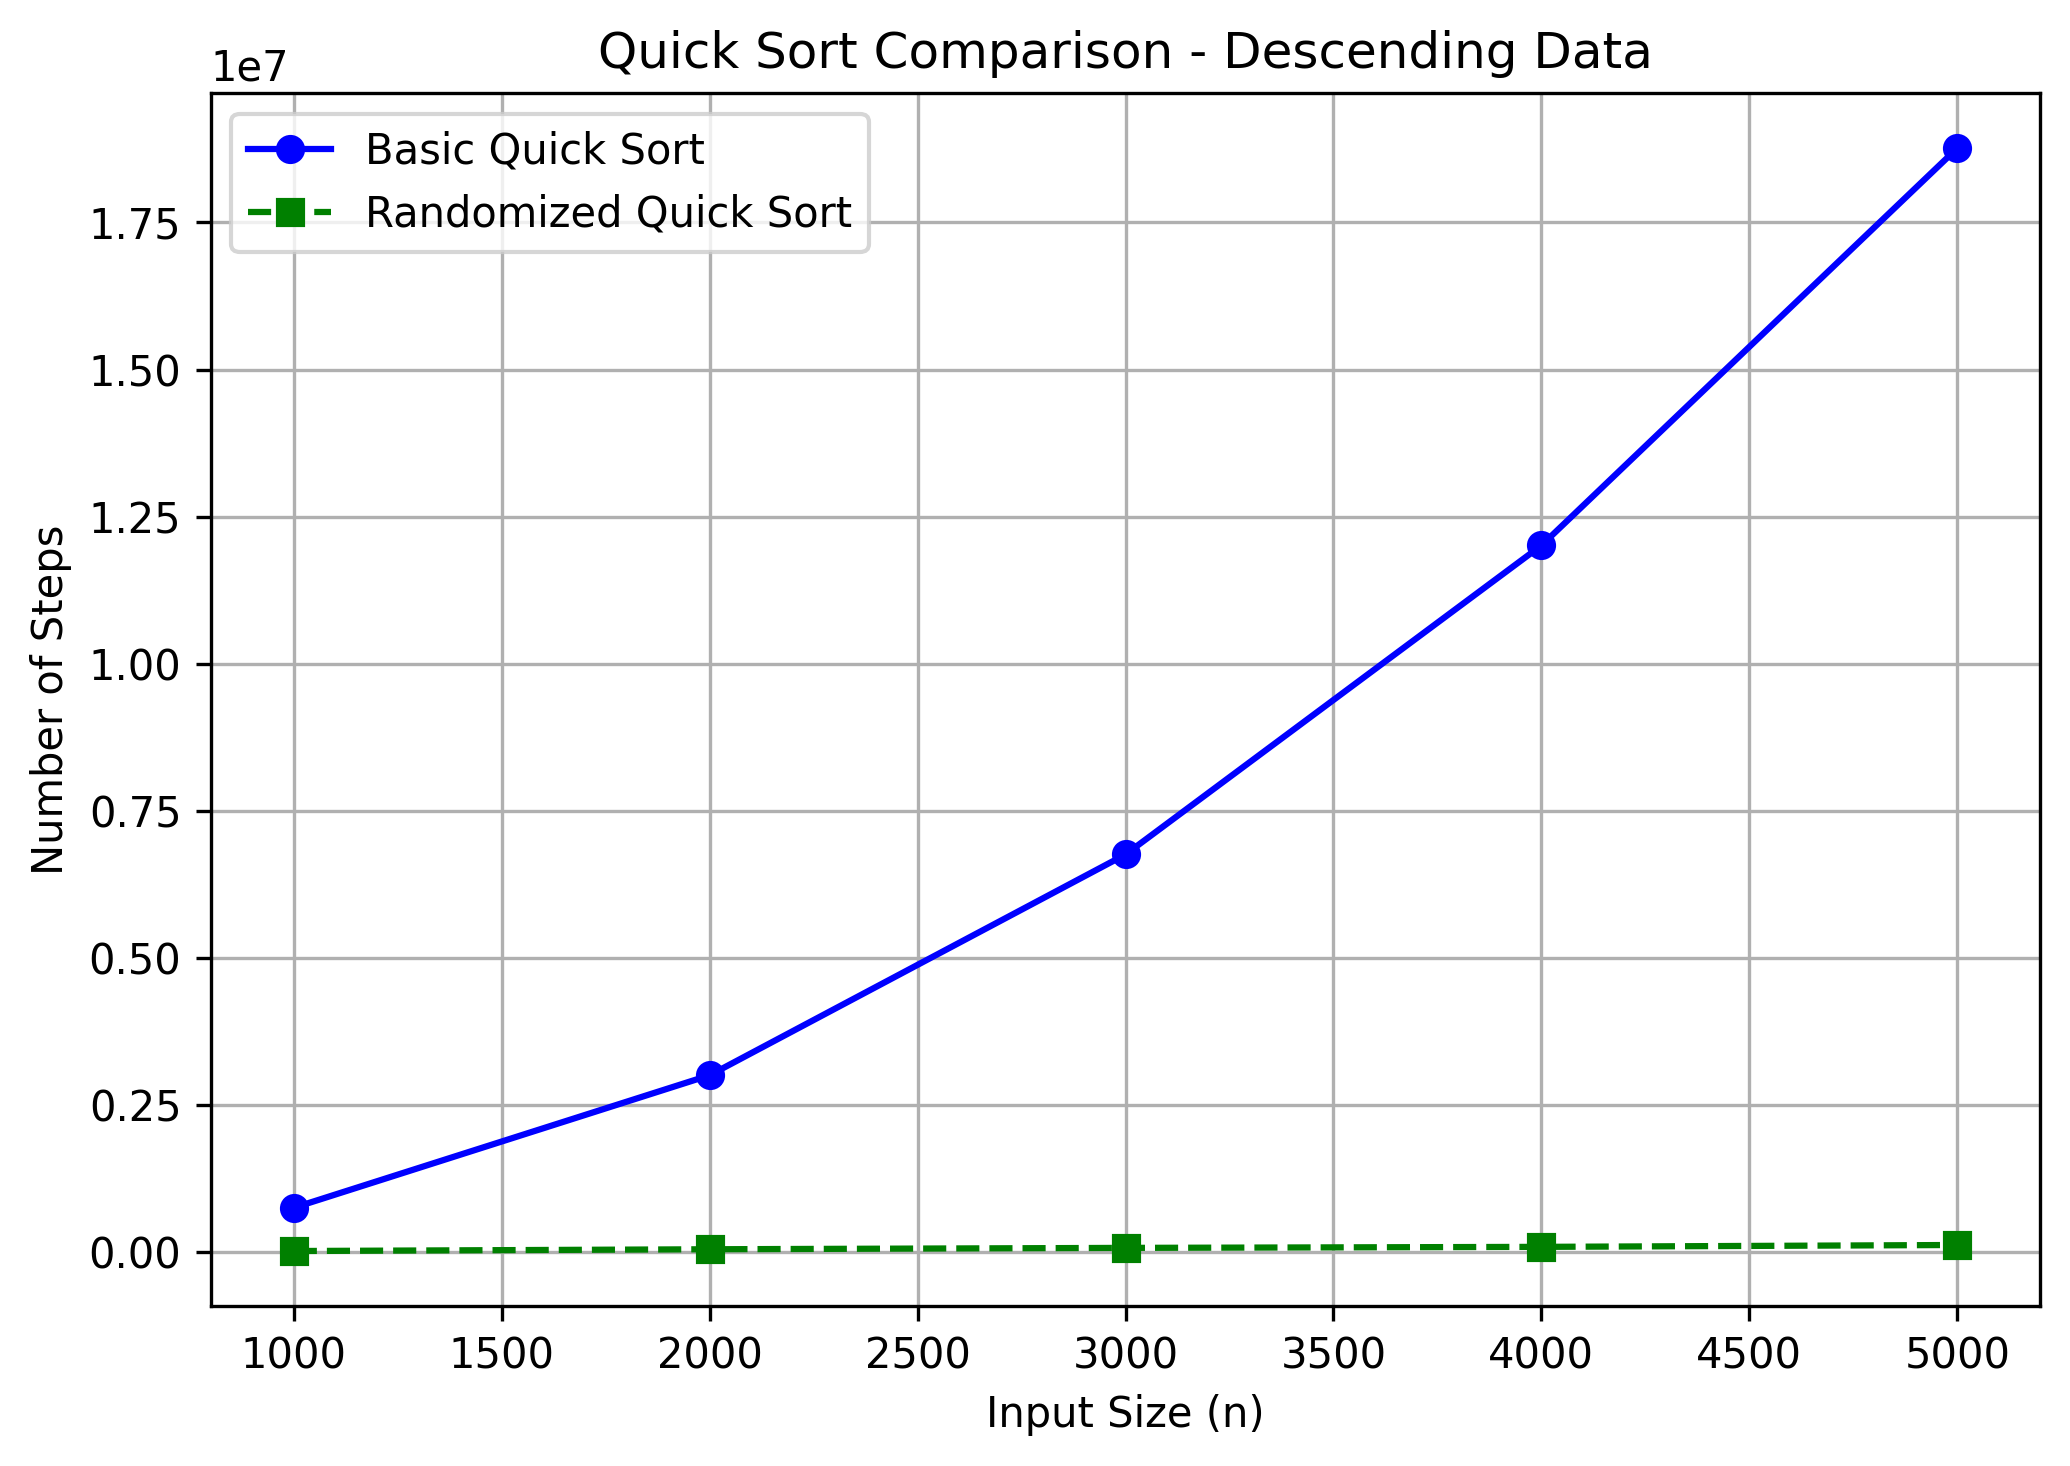 Quick Sort Comparison - Descending Data
1e7
Basic Quick Sort
Randomized Quick Sort
1.75
1.50
1.25
1.00
0.75
0.50
0.25
0.00
Number of Steps
1000 1500 2000 2500 3000 3500 4000 4500 5000
Input Size (n)